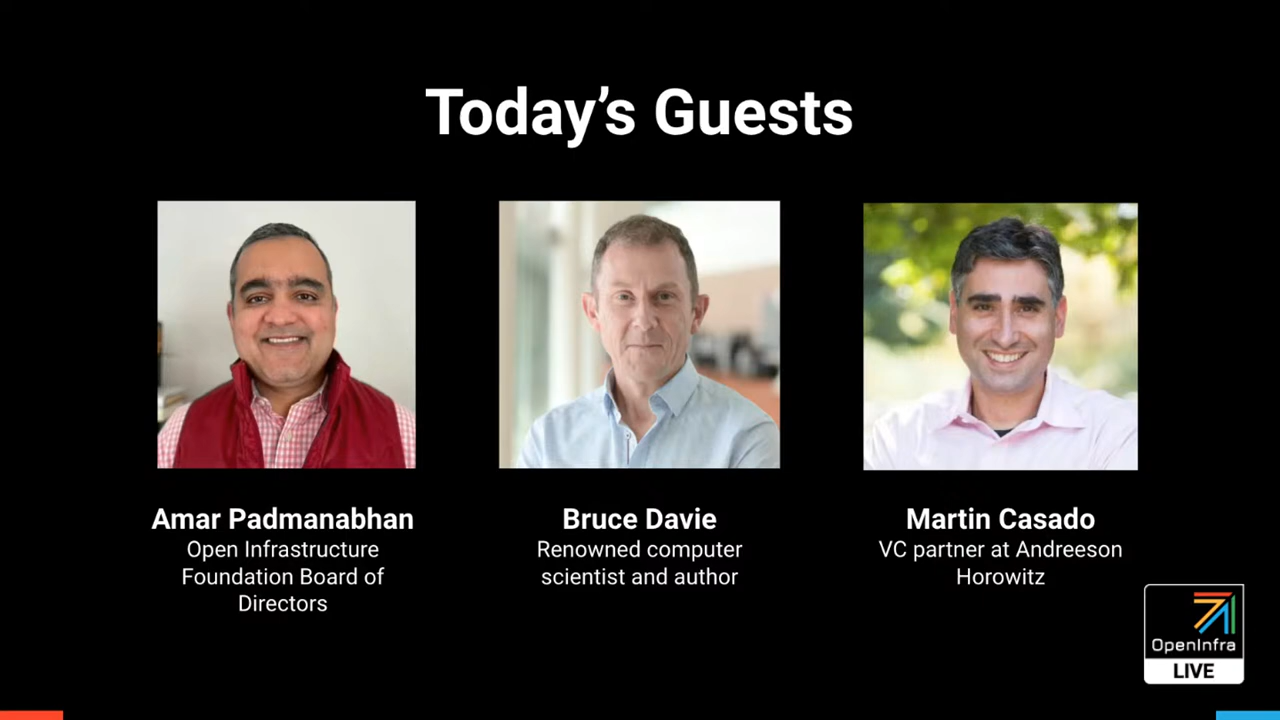 Today’s Guests
Amar Padmanabhan
Open Infrastructure
Foundation Board of
Directors
Bruce Davie
Renowned computer
scientist and author
Martin Casado
VC partner at Andreeson
Horowitz
OpenInfra
LIVE